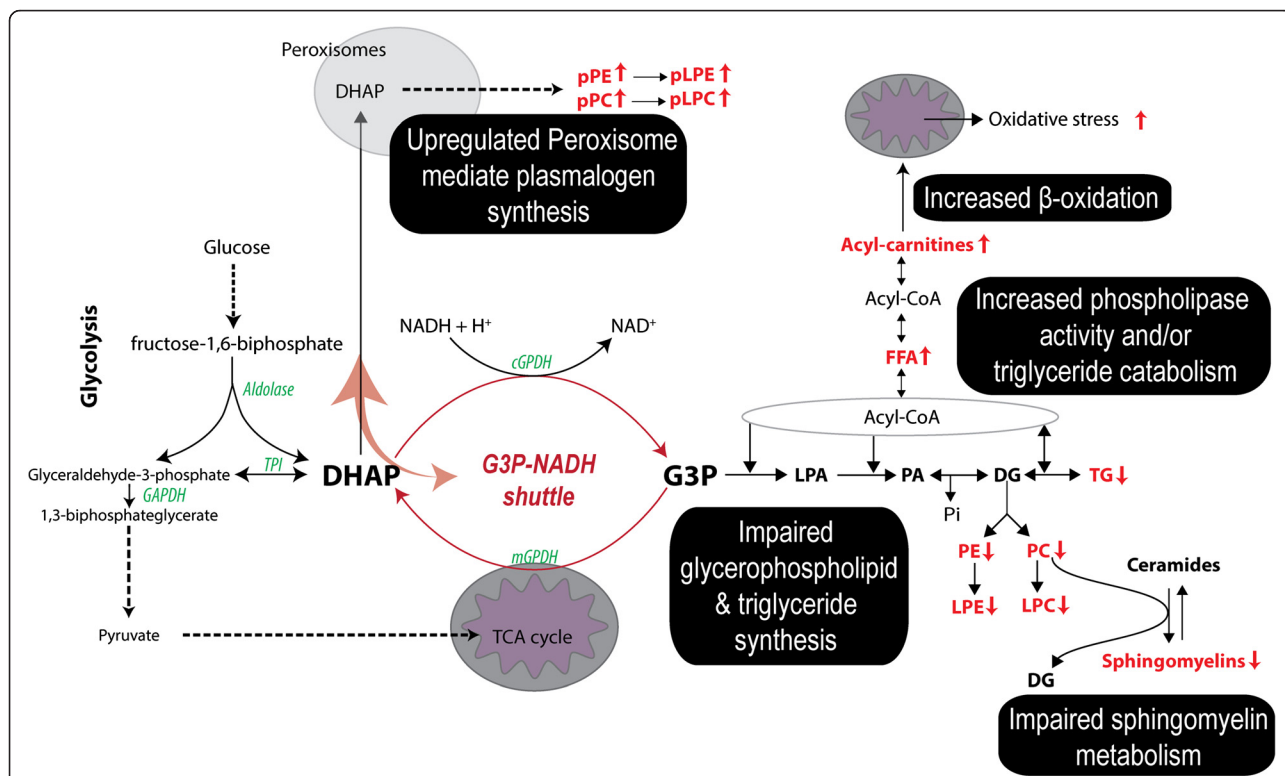 Peroxisomes
DHAP
pPE↑ → pLPE↑
pPC↑ → pLPC↑
Upregulated Peroxisome
mediate plasmalogen
synthesis
Oxidative stress ↑
Increased β-oxidation
Acyl-carnitines↑
Acyl-CoA
FFA↑
Increased phospholipase
activity and/or
triglyceride catabolism
Acyl-CoA
Glycolysis
Glucose
fructose-1,6-biphosphate
Aldolase
Glyceraldehyde-3-phosphate
TPI
GAPDH
1,3-biphosphateglycerate
Pyruvate
NADH + H⁺
NAD⁺
cGPDH
DHAP
G3P-NADH
shuttle
mGPDH
TCA cycle
G3P
LPA
PA
Pi
DG
TG↓
Impaired
glycerophospholipid
& triglyceride
synthesis
PE↓
PC↓
LPE↓
LPC↓
Ceramides
Sphingomyelins↓
DG
Impaired sphingomyelin
metabolism